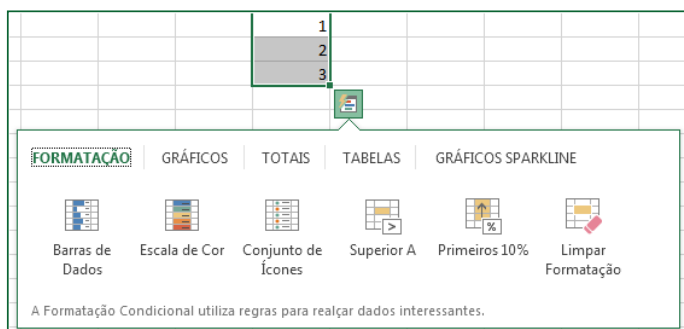 1
2
3
FORMATAÇÃO GRÁFICOS TOTAIS TABELAS GRÁFICOS SPARKLINE
Barras de Dados Escala de Cor Conjunto de Ícones Superior A Primeiros 10% Limpar Formatação
A Formatação Condicional utiliza regras para realçar dados interessantes.